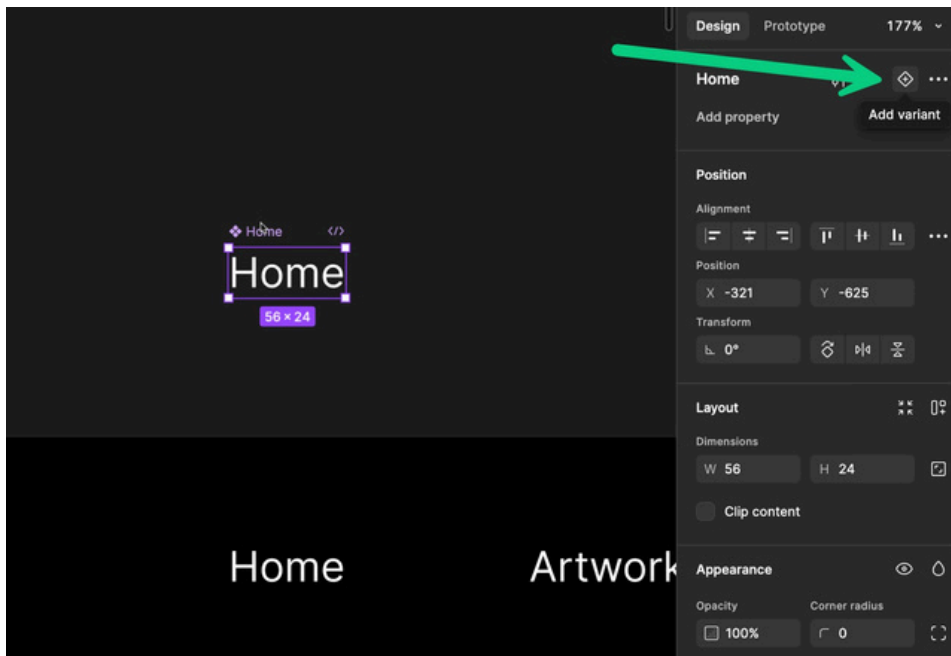 Design Prototype 177%
Home
Add property
Add variant
Position
Alignment
Position
X -321 Y -625
Transform
0°
Layout
Dimensions
W 56 H 24
Clip content
Appearance
Opacity Corner radius
100% 0
Home </>
Home
56 × 24
Home Artwork